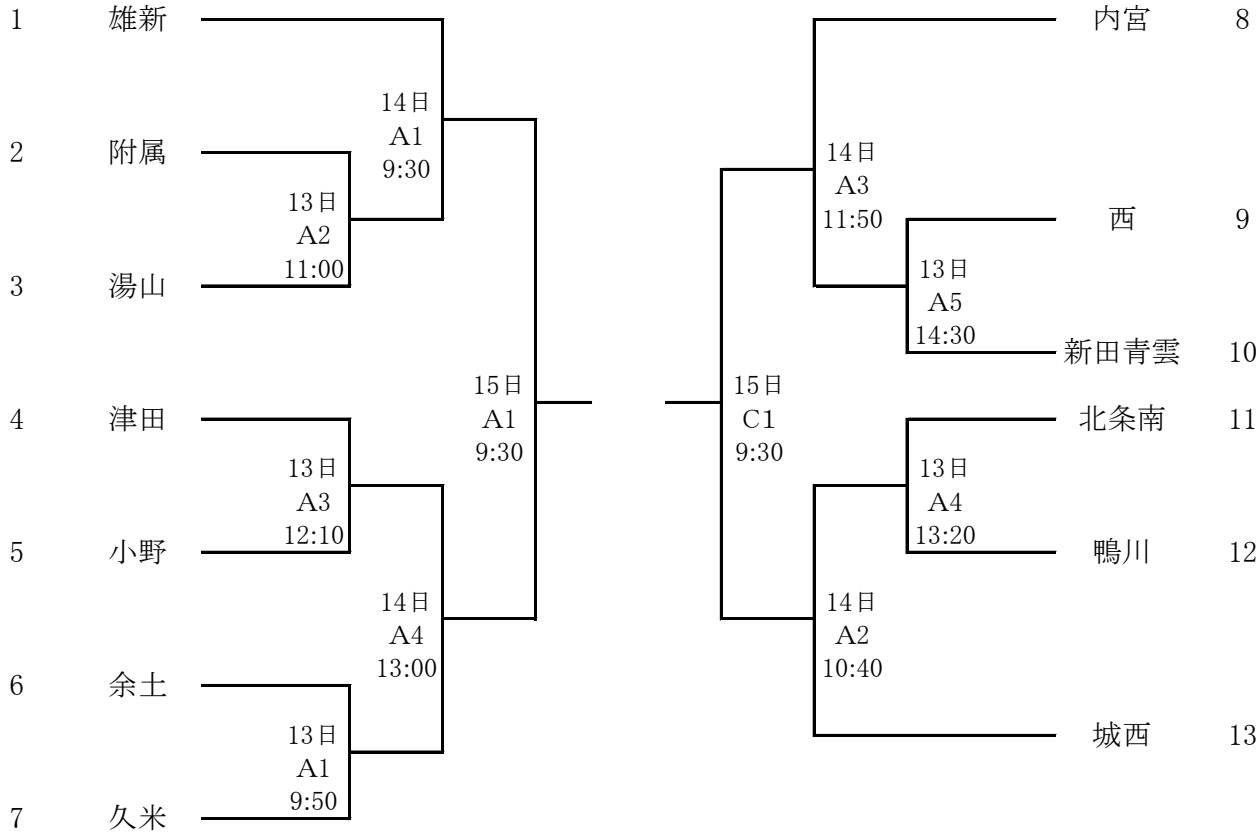 1 雄新
14日
A1
9:30
2 附属
13日
A2
11:00
3 湯山
15日
A1
9:30
4 津田
13日
A3
12:10
5 小野
14日
A4
13:00
6 余土
13日
A1
9:50
7 久米
内宮 8
14日
A3
11:50
西 9
13日
A5
14:30
新田青雲 10
15日
C1
9:30
北条南 11
13日
A4
13:20
鴨川 12
14日
A2
10:40
城西 13